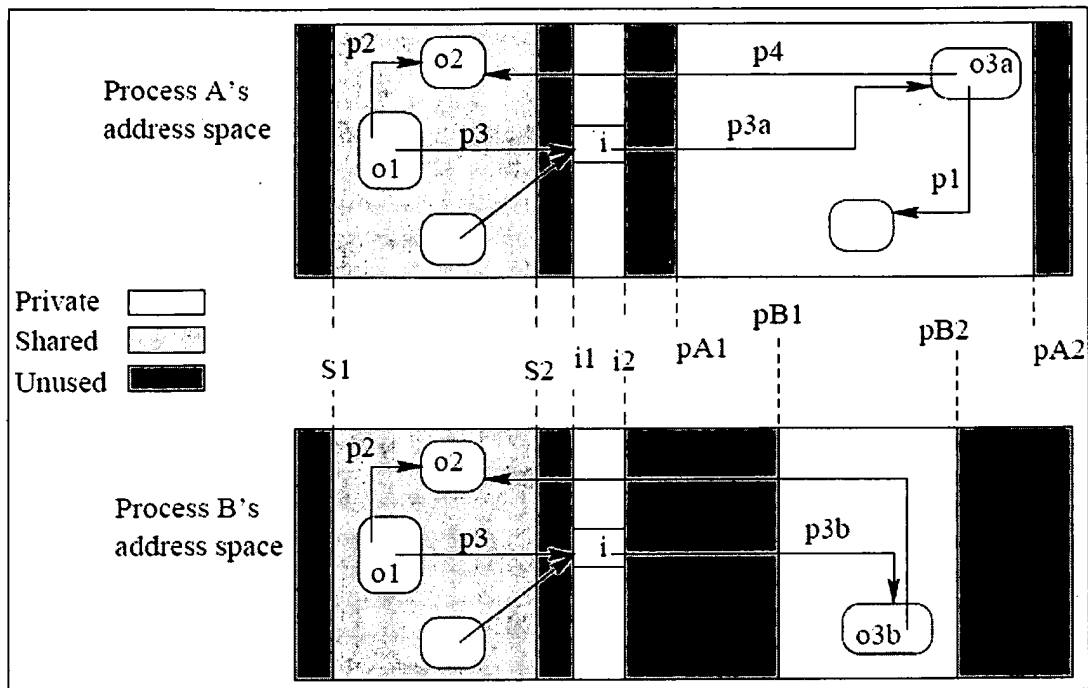 p2
o2
p4
o3a
Process A's
address space
p3
i
p3a
o1
p1
Private
Shared
Unused
S1
S2
i1
i2
pA1
pB1
pB2
pA2
p2
o2
Process B's
address space
p3
i
p3b
o1
o3b